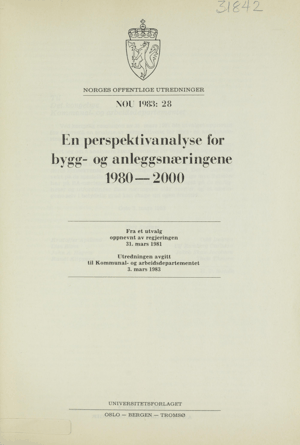 31842
NORGES OFFENTLIGE UTREDNINGER
NOU 1983: 28
En perspektivanalyse for
bygg- og anleggsnæringene
1980 — 2000
Fra et utvalg
oppnevnt av regjeringen
31. mars 1981
Utredningen avgitt
til Kommunal- og arbeidsdepartementet
3. mars 1983
UNIVERSITETSFORLAGET
OSLO — BERGEN — TROMSØ